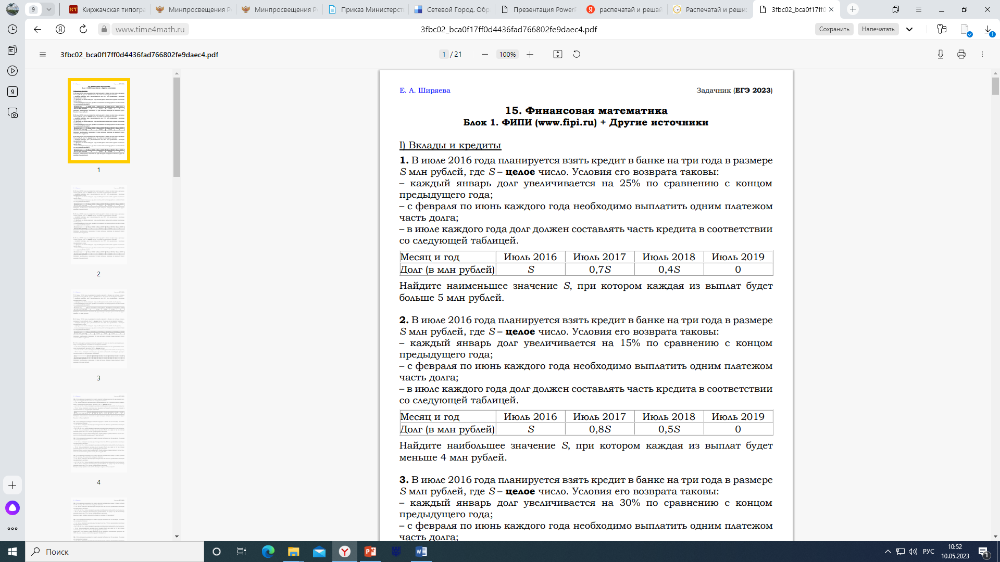 9
Киржачская типогра
Минпросвещения Р
Минпросвещения Р
Приказ Министерст
Сетевой Город. Обр
Презентация PowerP
распечатай и решай
Распечатай и реши:
3fbc02_bca0f17ff0
www.time4math.ru
3fbc02_bca0f17ff0d4436fad766802fe9daec4.pdf
Сохранить
Напечатать
1
3fbc02_bca0f17ff0d4436fad766802fe9daec4.pdf
1 / 21
100%
9
1
2
3
4
Е. А. Ширяева
Задачник (ЕГЭ 2023)
15. Финансовая математика
Блок 1. ФИПИ (www.fipi.ru) + Другие источники
I) Вклады и кредиты
1. В июле 2016 года планируется взять кредит в банке на три года в размере
S млн рублей, где S – целое число. Условия его возврата таковы:
– каждый январь долг увеличивается на 25% по сравнению с концом
предыдущего года;
– с февраля по июнь каждого года необходимо выплатить одним платежом
часть долга;
– в июле каждого года долг должен составлять часть кредита в соответствии
со следующей таблицей.
Месяц и год Июль 2016 Июль 2017 Июль 2018 Июль 2019
Долг (в млн рублей) S 0,7S 0,4S 0
Найдите наименьшее значение S, при котором каждая из выплат будет
больше 5 млн рублей.
2. В июле 2016 года планируется взять кредит в банке на три года в размере
S млн рублей, где S – целое число. Условия его возврата таковы:
– каждый январь долг увеличивается на 15% по сравнению с концом
предыдущего года;
– с февраля по июнь каждого года необходимо выплатить одним платежом
часть долга;
– в июле каждого года долг должен составлять часть кредита в соответствии
со следующей таблицей.
Месяц и год Июль 2016 Июль 2017 Июль 2018 Июль 2019
Долг (в млн рублей) S 0,8S 0,5S 0
Найдите наибольшее значение S, при котором каждая из выплат будет
меньше 4 млн рублей.
3. В июле 2016 года планируется взять кредит в банке на три года в размере
S млн рублей, где S – целое число. Условия его возврата таковы:
– каждый январь долг увеличивается на 30% по сравнению с концом
предыдущего года;
– с февраля по июнь каждого года необходимо выплатить одним платежом
часть долга;
Поиск
РУС
10:52
10.05.2023
1